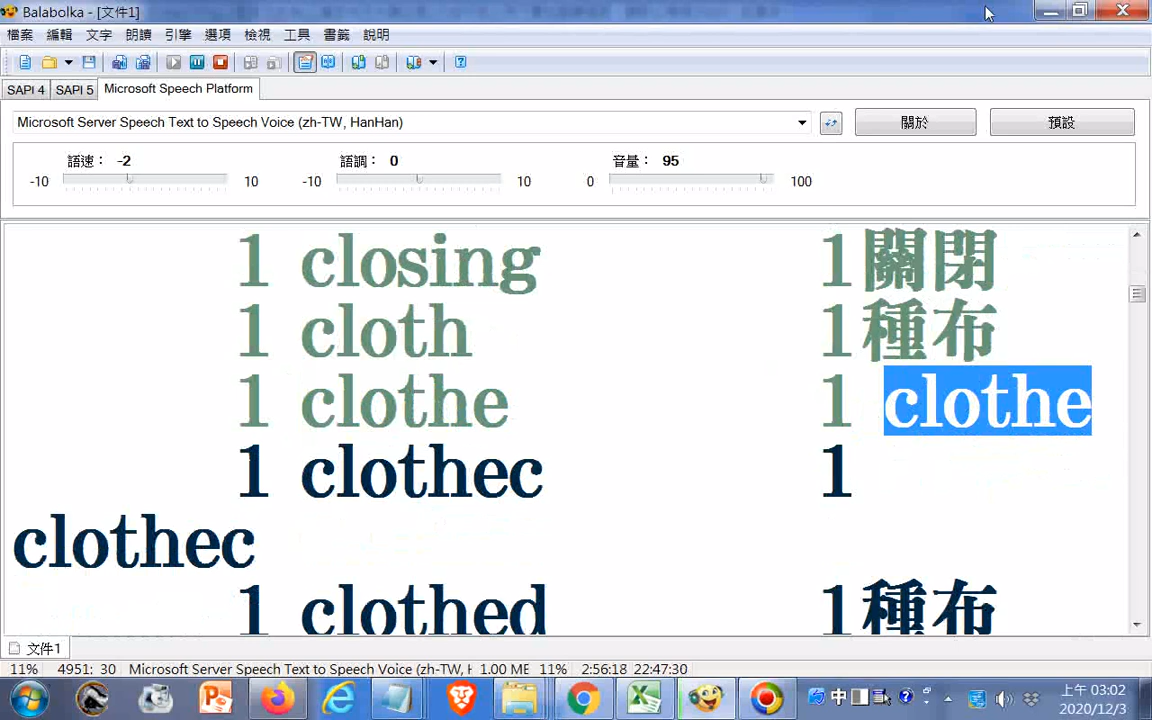 Balabolka - [文件1]
檔案 編輯 文字 朗讀 引擎 選項 檢視 工具 書籤 說明
SAPI 4 SAPI 5 Microsoft Speech Platform
Microsoft Server Speech Text to Speech Voice (zh-TW, HanHan) 關於 預設
語速： -2 語調： 0 音量： 95
-10 10 -10 10 0 100
1 closing 1關閉
1 cloth 1種布
1 clothe 1 clothe
1 clothec 1
clothec
1 clothed 1種布
文件1
11% 4951: 30 Microsoft Server Speech Text to Speech Voice (zh-TW, 1.00 ME 11% 2:56:18 22:47:30
中 上午 03:02
2020/12/3